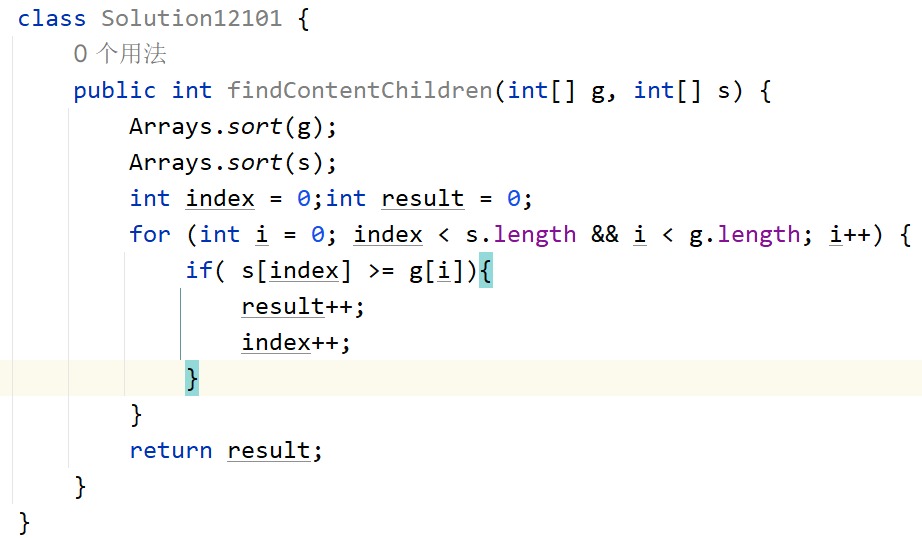 class Solution12101 {
0 个用法
public int findContentChildren(int[] g, int[] s) {
Arrays.sort(g);
Arrays.sort(s);
int index = 0;int result = 0;
for (int i = 0; index < s.length && i < g.length; i++) {
if( s[index] >= g[i]){
result++;
index++;
}
}
return result;
}
}